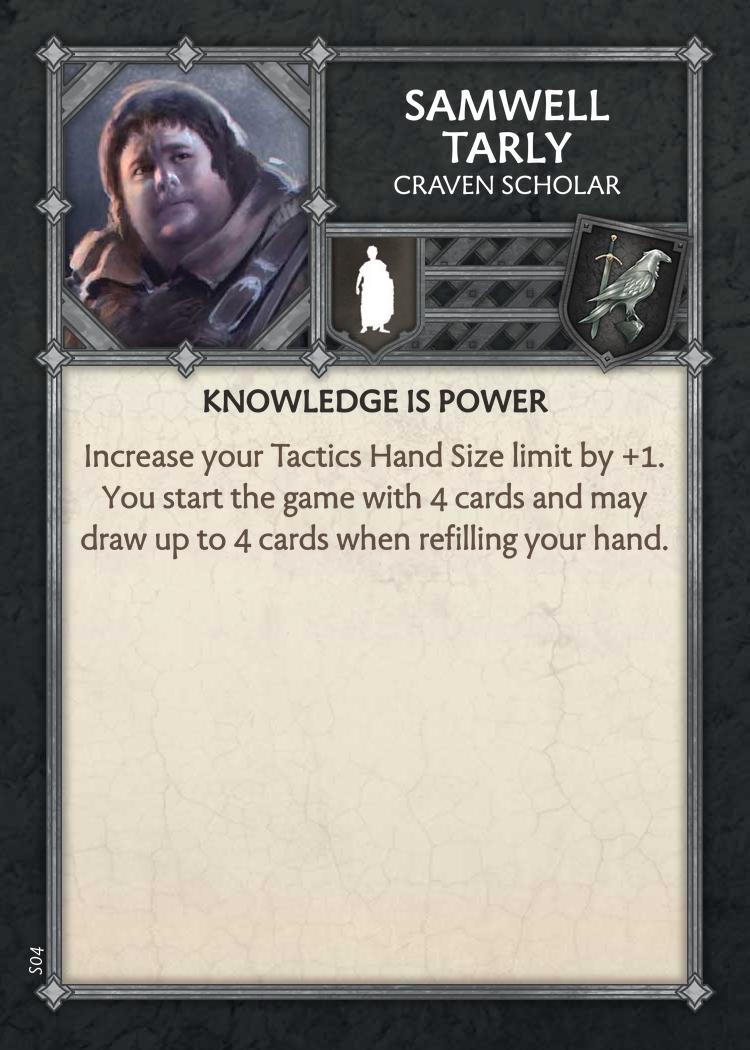 SAMWELL
TARLY
CRAVEN SCHOLAR
KNOWLEDGE IS POWER
Increase your Tactics Hand Size limit by +1.
You start the game with 4 cards and may
draw up to 4 cards when refilling your hand.
S04